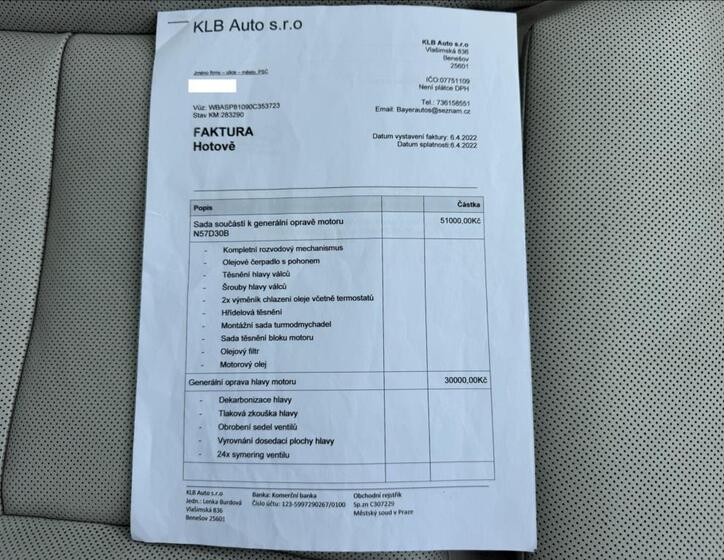 KLB Auto s.r.o
KLB Auto s.r.o
Vlašimská 836
Benešov
25601
Jméno firmy – ulice – město, PSČ
IČO:07751109
Není plátce DPH
Tel.: 736158551
Email: Bayerautos@seznam.cz
Vůz: WBASP81090C353723
Stav KM:283290
FAKTURA
Hotově
Datum vystavení faktury: 6.4.2022
Datum splatnosti:6.4.2022
Popis Částka
Sada součástí k generální opravě motoru 51000,00Kč
N57D30B
- Kompletní rozvodový mechanismus
- Olejové čerpadlo s pohonem
- Těsnění hlavy válců
- Šrouby hlavy válců
- 2x výměník chlazení oleje včetně termostatů
- Hřídelová těsnění
- Montážní sada turmodmychadel
- Sada těsnění bloku motoru
- Olejový filtr
- Motorový olej
Generální oprava hlavy motoru 30000,00Kč
- Dekarbonizace hlavy
- Tlaková zkouška hlavy
- Obrobení sedel ventilů
- Vyrovnání dosedací plochy hlavy
- 24x symering ventilu
KLB Auto s.r.o Banka: Komerční banka Obchodní rejstřík
Jedn.: Lenka Burdová Číslo účtu: 123-5997290267/0100 Sp.zn C307229
Vlašimská 836 Městský soud v Praze
Benešov 25601